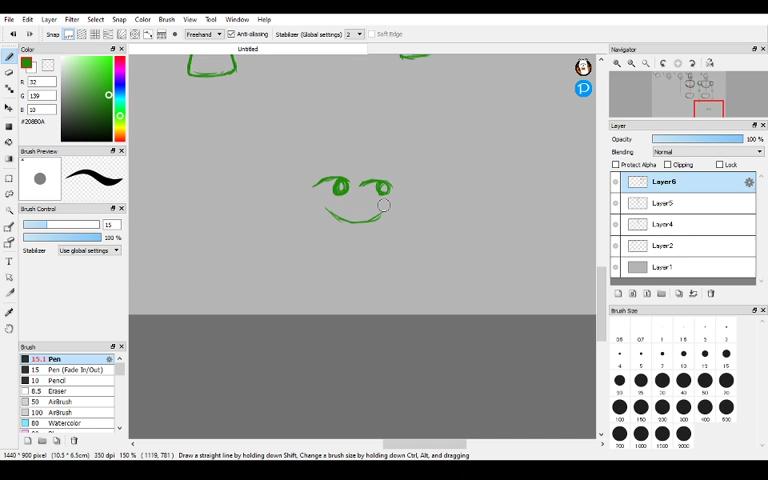 File Edit Layer Select Snap Color Brush View Tool Window Help
Snap Freehand Anti-aliasing Stabilizer (Global settings) 2 Soft Edge
Color
R 32
G 139
B 10
#208B0A
Brush Preview
Brush Control
15
100 %
Stabilizer Use global settings
Brush
15.1 Pen
15 Pen (Fade In/Out)
10 Pencil
8.5 Eraser
50 AirBrush
100 AirBrush
80 Watercolor
Untitled
Navigator
Layer
Opacity 100 %
Blending Normal
Protect Alpha Clipping Lock
Layer6
Layer5
Layer4
Layer2
Layer1
Brush Size
1440 * 900 pixel (10.5 * 6.5cm) 350 dpi 150 % ( 1119, 781 ) Draw a straight line by holding down Shift, Change a brush size by holding down Ctrl, Alt, and dragging